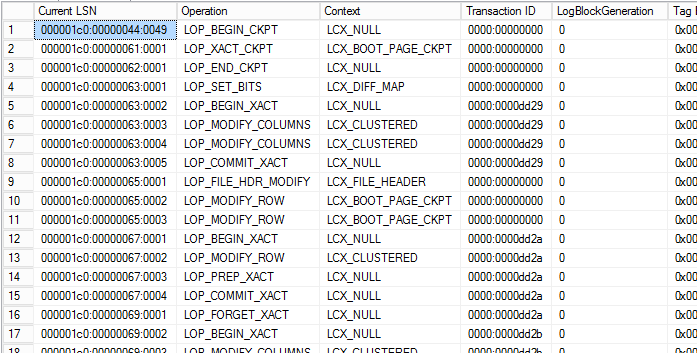 Current LSN Operation Context Transaction ID LogBlockGeneration Tag
1 000001c0:00000044:0049 LOP_BEGIN_CKPT LCX_NULL 0000:00000000 0 0x00
2 000001c0:00000061:0001 LOP_XACT_CKPT LCX_BOOT_PAGE_CKPT 0000:00000000 0 0x00
3 000001c0:00000062:0001 LOP_END_CKPT LCX_NULL 0000:00000000 0 0x00
4 000001c0:00000063:0001 LOP_SET_BITS LCX_DIFF_MAP 0000:00000000 0 0x00
5 000001c0:00000063:0002 LOP_BEGIN_XACT LCX_NULL 0000:0000dd29 0 0x00
6 000001c0:00000063:0003 LOP_MODIFY_COLUMNS LCX_CLUSTERED 0000:0000dd29 0 0x00
7 000001c0:00000063:0004 LOP_MODIFY_COLUMNS LCX_CLUSTERED 0000:0000dd29 0 0x00
8 000001c0:00000063:0005 LOP_COMMIT_XACT LCX_NULL 0000:0000dd29 0 0x00
9 000001c0:00000065:0001 LOP_FILE_HDR_MODIFY LCX_FILE_HEADER 0000:00000000 0 0x00
10 000001c0:00000065:0002 LOP_MODIFY_ROW LCX_BOOT_PAGE_CKPT 0000:00000000 0 0x00
11 000001c0:00000065:0003 LOP_MODIFY_ROW LCX_BOOT_PAGE_CKPT 0000:00000000 0 0x00
12 000001c0:00000067:0001 LOP_BEGIN_XACT LCX_NULL 0000:0000dd2a 0 0x00
13 000001c0:00000067:0002 LOP_MODIFY_ROW LCX_CLUSTERED 0000:0000dd2a 0 0x00
14 000001c0:00000067:0003 LOP_PREP_XACT LCX_NULL 0000:0000dd2a 0 0x00
15 000001c0:00000067:0004 LOP_COMMIT_XACT LCX_NULL 0000:0000dd2a 0 0x00
16 000001c0:00000069:0001 LOP_FORGET_XACT LCX_NULL 0000:0000dd2a 0 0x00
17 000001c0:00000069:0002 LOP_BEGIN_XACT LCX_NULL 0000:0000dd2b 0 0x00
18 000001c0:00000069:0003 LOP_MODIFY_COLUMNS LCX_CLUSTERED 0000:0000dd2b 0 0x00